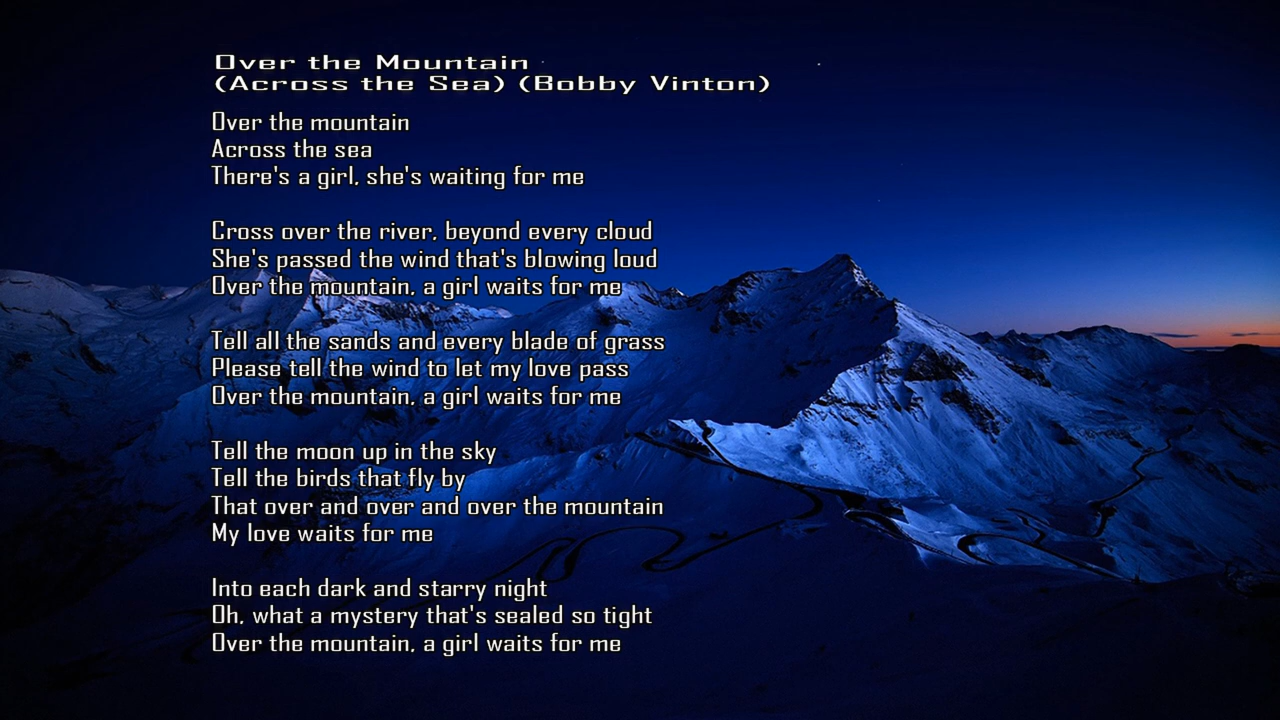 Over the Mountain
(Across the Sea) (Bobby Vinton)
Over the mountain
Across the sea
There's a girl, she's waiting for me
Cross over the river, beyond every cloud
She's passed the wind that's blowing loud
Over the mountain, a girl waits for me
Tell all the sands and every blade of grass
Please tell the wind to let my love pass
Over the mountain, a girl waits for me
Tell the moon up in the sky
Tell the birds that fly by
That over and over and over the mountain
My love waits for me
Into each dark and starry night
Oh, what a mystery that's sealed so tight
Over the mountain, a girl waits for me